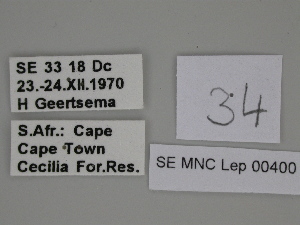 SE 33 18 Dc
23.-24.XII.1970
H Geertsema
S.Afr.: Cape
Cape Town
Cecilia For.Res.
34
SE MNC Lep 00400